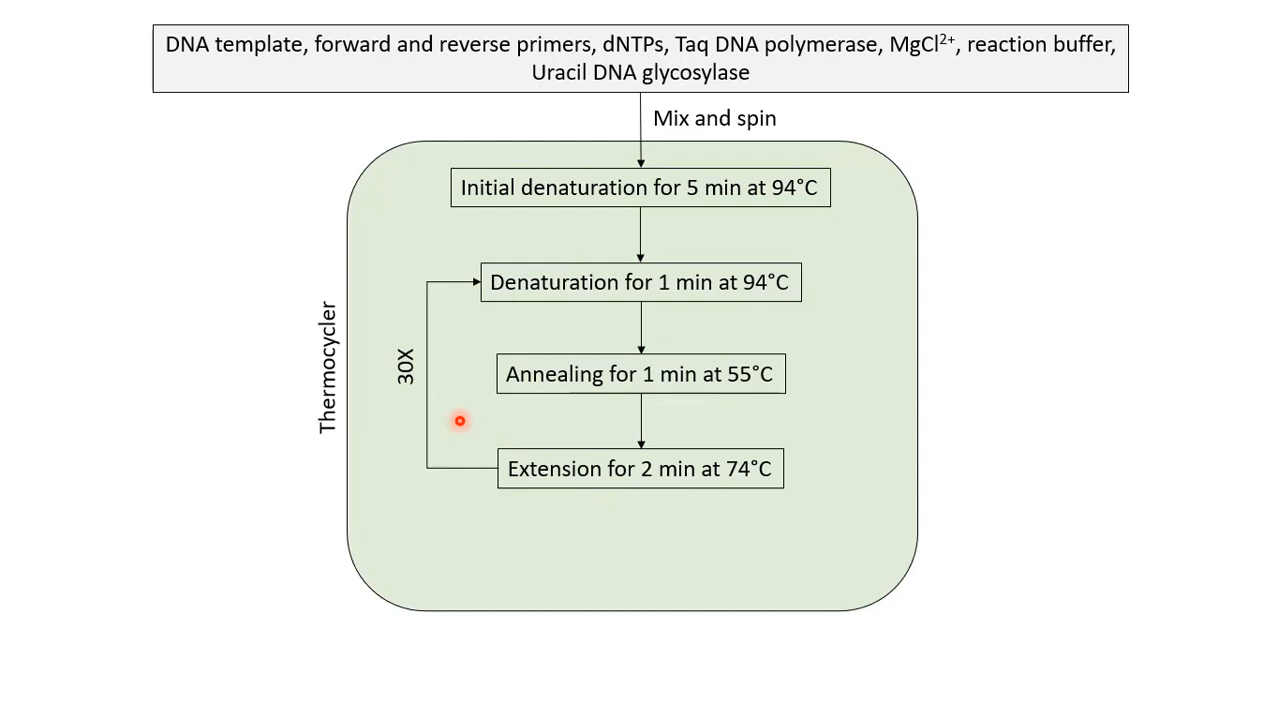 DNA template, forward and reverse primers, dNTPs, Taq DNA polymerase, MgCl²⁺, reaction buffer,
Uracil DNA glycosylase
Mix and spin
Initial denaturation for 5 min at 94°C
Denaturation for 1 min at 94°C
Thermocycler
30X
Annealing for 1 min at 55°C
Extension for 2 min at 74°C